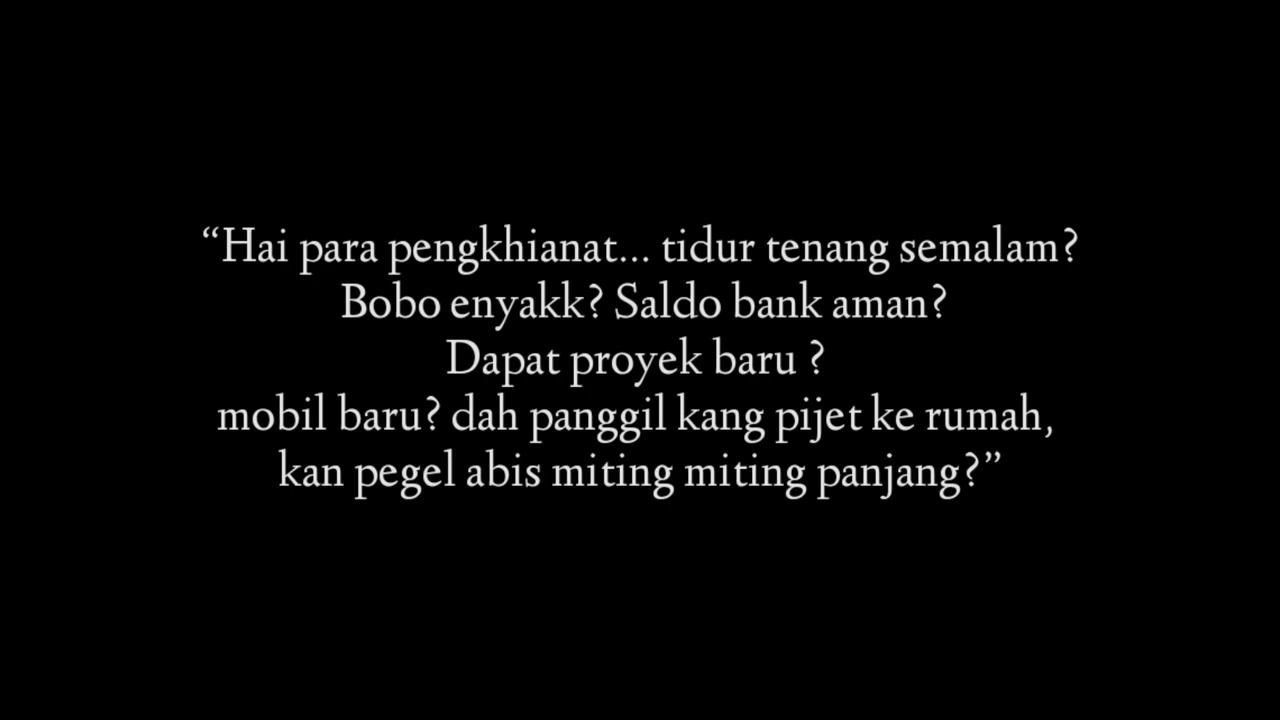 “Hai para pengkhianat... tidur tenang semalam?
Bobo enyakk? Saldo bank aman?
Dapat proyek baru ?
mobil baru? dah panggil kang pijet ke rumah,
kan pegel abis miting miting panjang?”